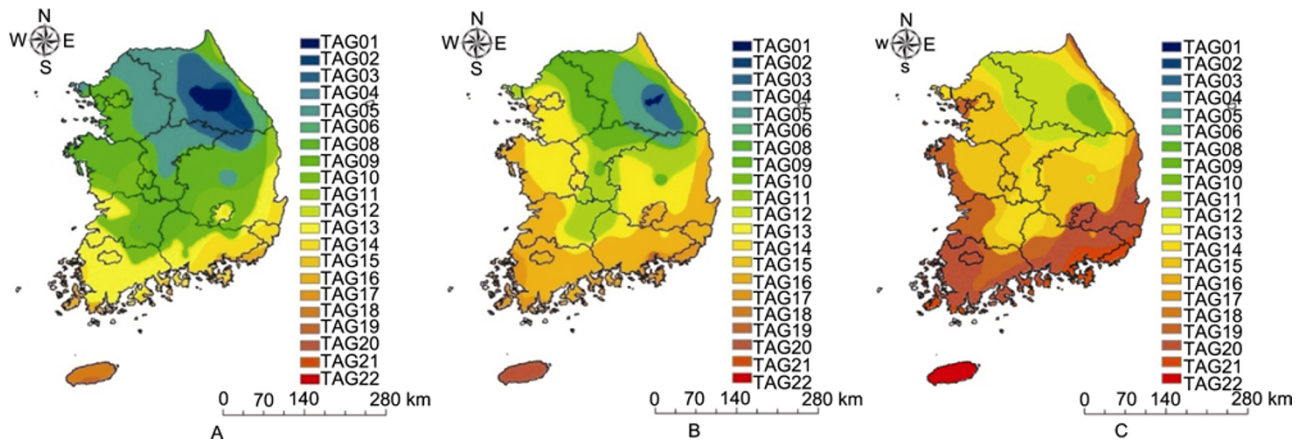 N
W E
S
TAG01
TAG02
TAG03
TAG04
TAG05
TAG06
TAG08
TAG09
TAG10
TAG11
TAG12
TAG13
TAG14
TAG15
TAG16
TAG17
TAG18
TAG19
TAG20
TAG21
TAG22
0 70 140 280 km
A
N
W E
S
TAG01
TAG02
TAG03
TAG04
TAG05
TAG06
TAG08
TAG09
TAG10
TAG11
TAG12
TAG13
TAG14
TAG15
TAG16
TAG17
TAG18
TAG19
TAG20
TAG21
TAG22
0 70 140 280 km
B
N
W E
S
TAG01
TAG02
TAG03
TAG04
TAG05
TAG06
TAG08
TAG09
TAG10
TAG11
TAG12
TAG13
TAG14
TAG15
TAG16
TAG17
TAG18
TAG19
TAG20
TAG21
TAG22
0 70 140 280 km
C